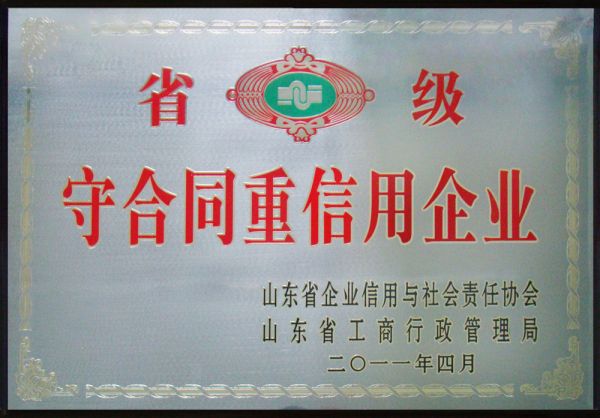 省 级
守合同重信用企业
山东省企业信用与社会责任协会
山东省工商行政管理局
二〇一一年四月